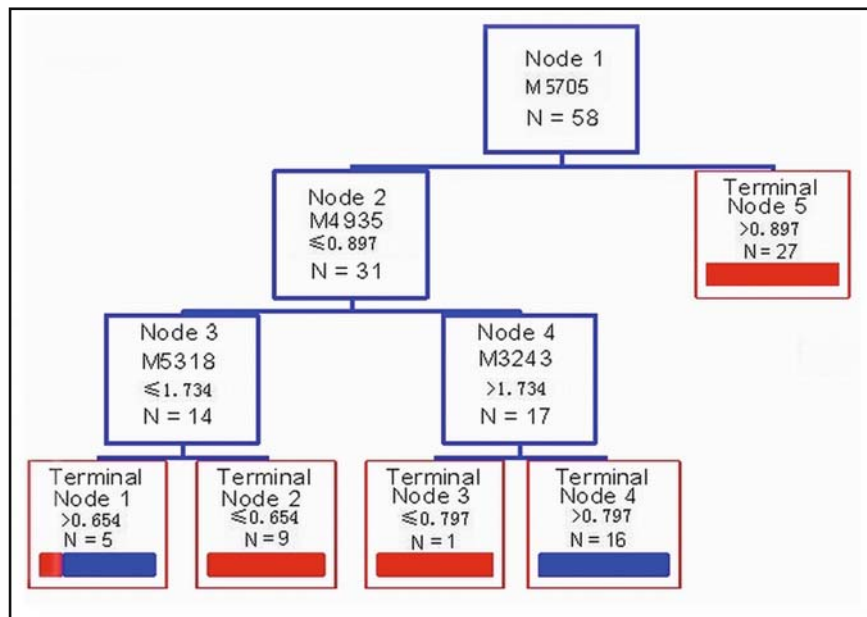 Node 1
M5705
N = 58
Node 2
M4935
≤0.897
N = 31
Terminal
Node 5
>0.897
N = 27
Node 3
M5318
≤1.734
N = 14
Node 4
M3243
>1.734
N = 17
Terminal
Node 1
>0.654
N = 5
Terminal
Node 2
≤0.654
N = 9
Terminal
Node 3
≤0.797
N = 1
Terminal
Node 4
>0.797
N = 16